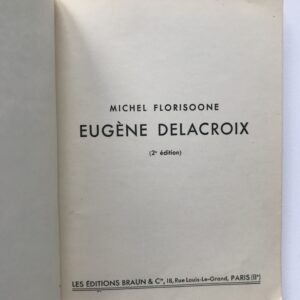 MICHEL FLORISOONE
EUGÈNE DELACROIX
(2e édition)
LES ÉDITIONS BRAUN & Cie, 18, Rue Louis-Le-Grand, PARIS (IIe)